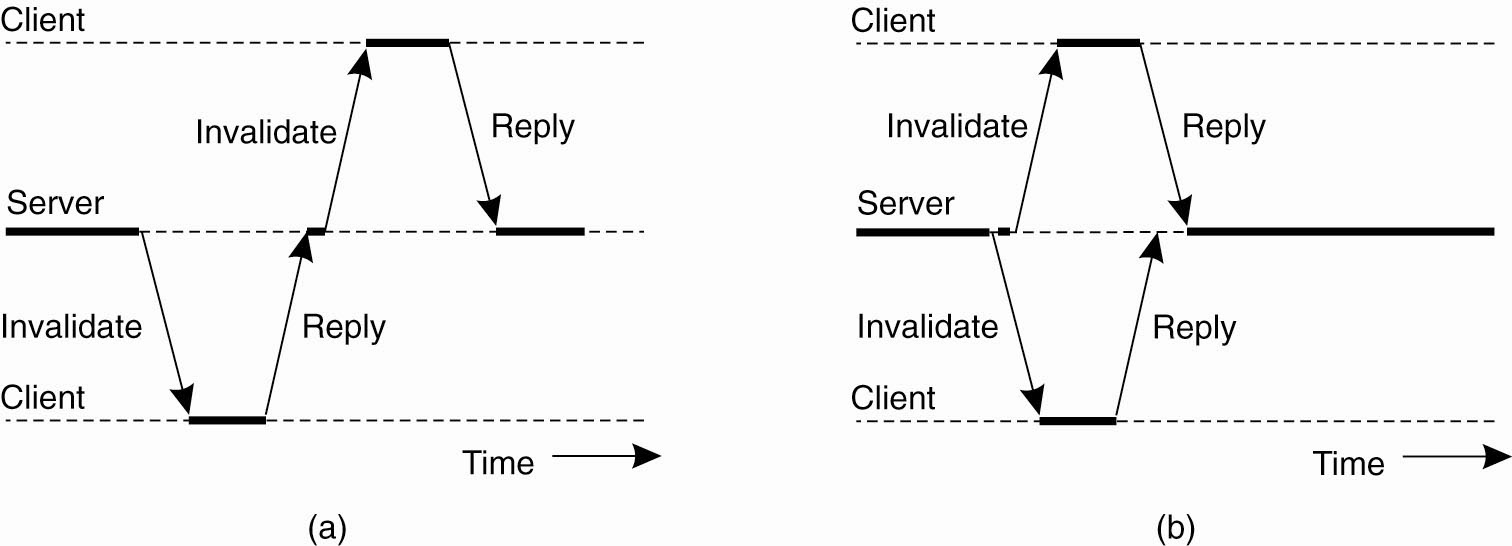 Client
Invalidate
Reply
Server
Invalidate
Reply
Client
Time
(a)
Client
Invalidate
Reply
Server
Invalidate
Reply
Client
Time
(b)